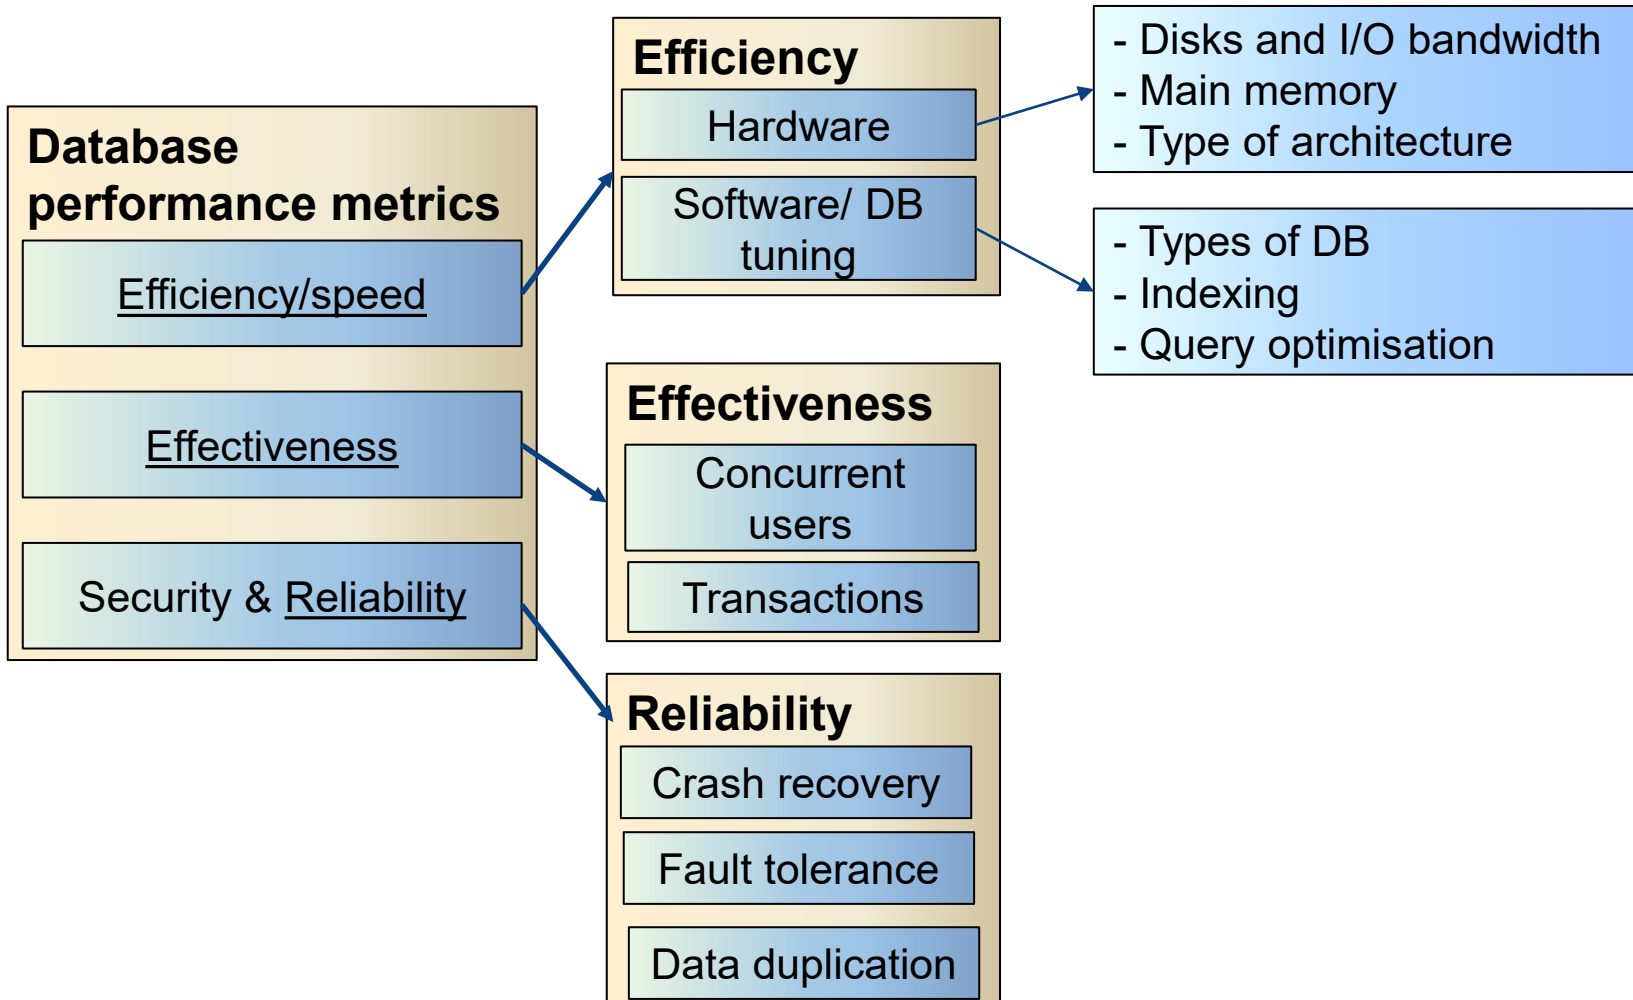 Database
performance metrics
Efficiency/speed
Effectiveness
Security & Reliability
Efficiency
Hardware
Software/ DB
tuning
- Disks and I/O bandwidth
- Main memory
- Type of architecture
- Types of DB
- Indexing
- Query optimisation
Effectiveness
Concurrent
users
Transactions
Reliability
Crash recovery
Fault tolerance
Data duplication